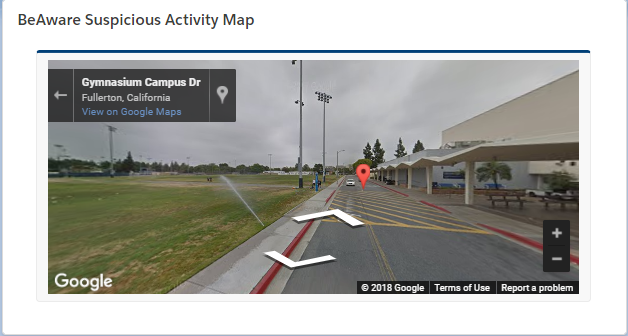 BeAware Suspicious Activity Map
Gymnasium Campus Dr
Fullerton, California
View on Google Maps
Google
© 2018 Google Terms of Use Report a problem